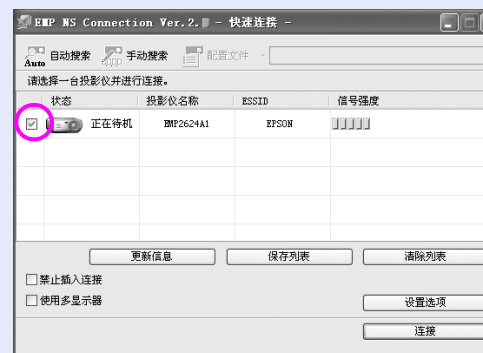 EMP NS Connection Ver.2. - 快速连接 -
Auto 自动搜索 手动搜索 配置文件
请选择一台投影仪并进行连接。
状态 投影仪名称 ESSID 信号强度
正在待机 EMP2624A1 EPSON
更新信息 保存列表 清除列表
禁止插入连接
使用多显示器
设置选项
连接